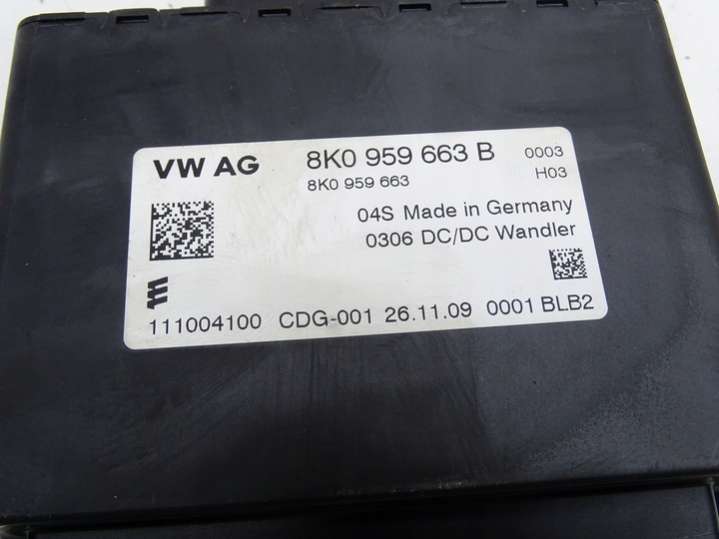 VW AG 8K0 959 663 B 0003
8K0 959 663 H03
04S Made in Germany
0306 DC/DC Wandler
111004100 CDG-001 26.11.09 0001 BLB2